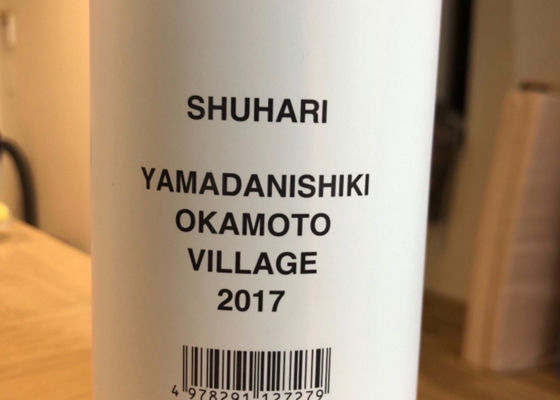 SHUHARI
YAMADANISHIKI
OKAMOTO
VILLAGE
2017
4 978291 127279